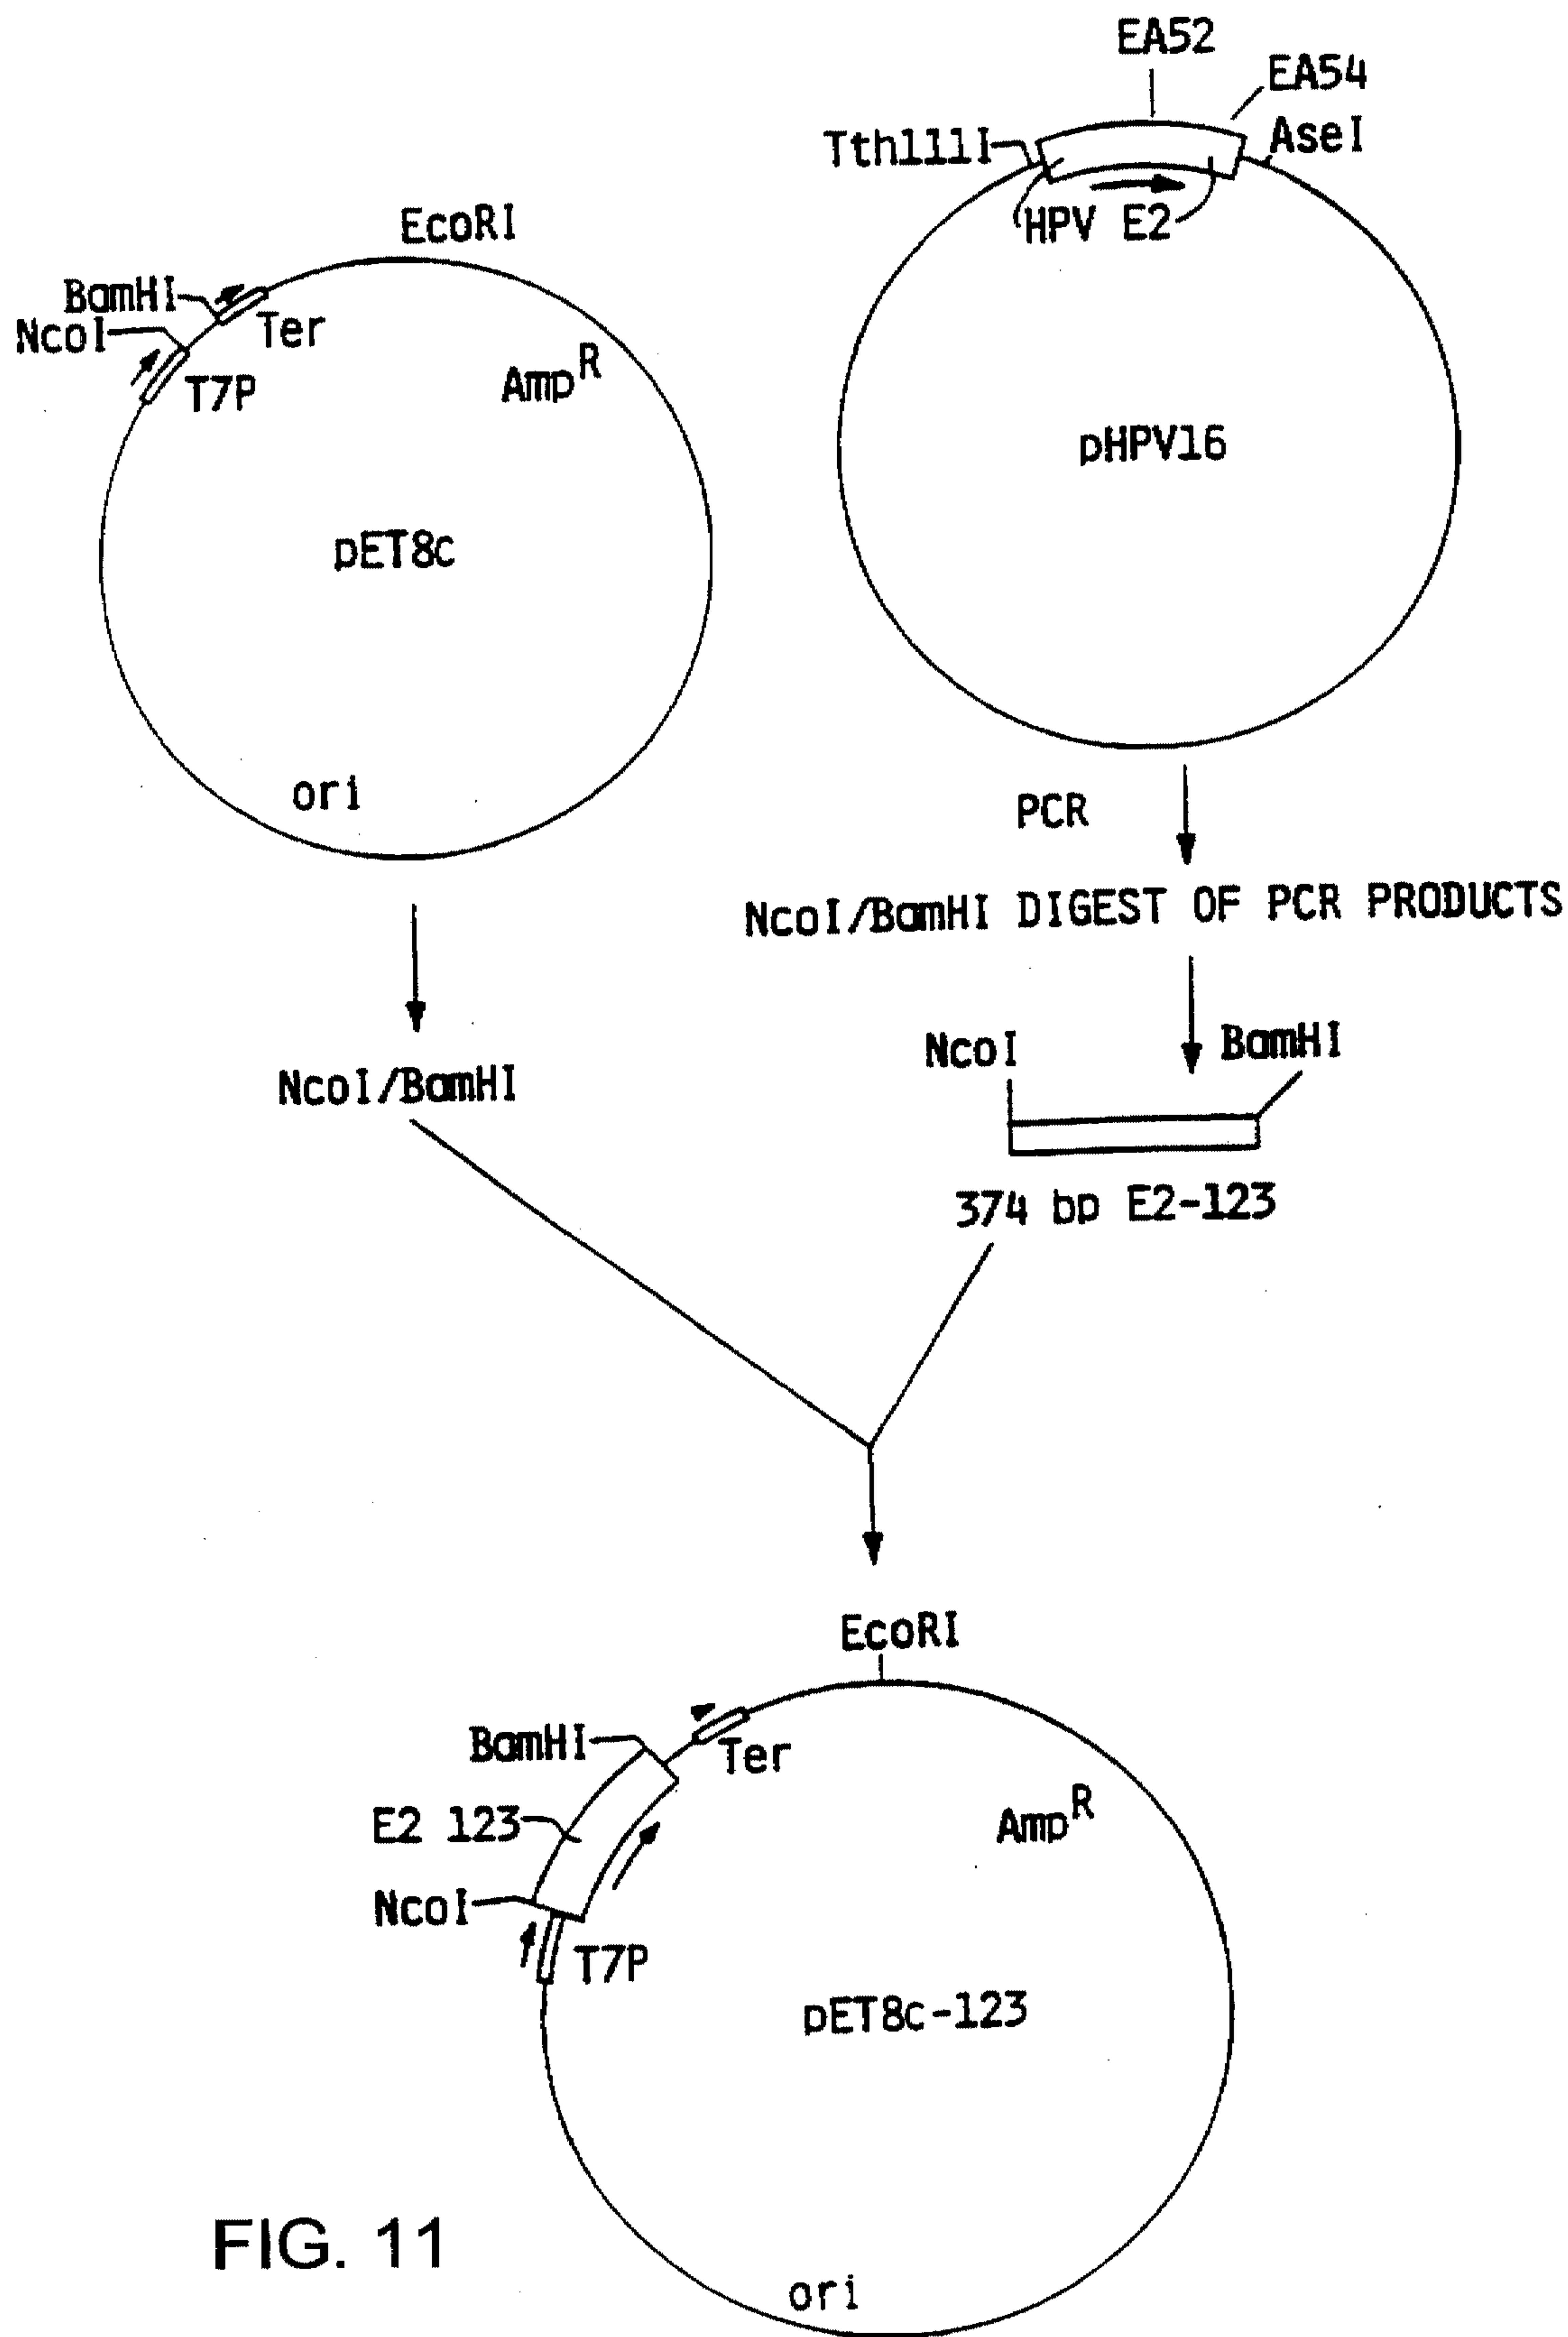 EA52
EA54
Tth111I
AseI
HPV E2
pHPV16
EcoRI
BamHI
NcoI
Ter
T7P
Amp^R
pET8c
ori
PCR
NcoI/BamHI DIGEST OF PCR PRODUCTS
NcoI/BamHI
NcoI
BamHI
374 bp E2-123
EcoRI
BamHI
Ter
E2 123
Amp^R
NcoI
T7P
pET8c-123
FIG. 11
ori